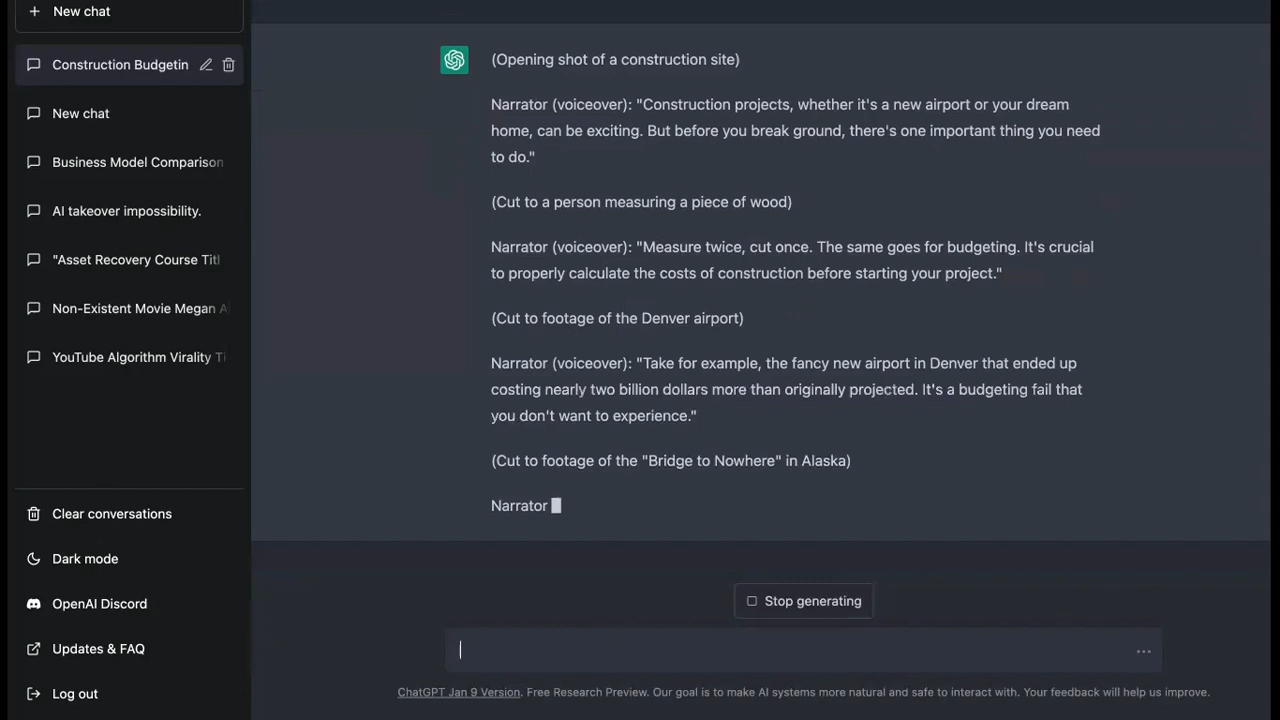 New chat
Construction Budgetin
New chat
Business Model Comparison
AI takeover impossibility.
"Asset Recovery Course Titl
Non-Existent Movie Megan A
YouTube Algorithm Virality Ti
Clear conversations
Dark mode
OpenAI Discord
Updates & FAQ
Log out
(Opening shot of a construction site)
Narrator (voiceover): "Construction projects, whether it's a new airport or your dream
home, can be exciting. But before you break ground, there's one important thing you need
to do."
(Cut to a person measuring a piece of wood)
Narrator (voiceover): "Measure twice, cut once. The same goes for budgeting. It's crucial
to properly calculate the costs of construction before starting your project."
(Cut to footage of the Denver airport)
Narrator (voiceover): "Take for example, the fancy new airport in Denver that ended up
costing nearly two billion dollars more than originally projected. It's a budgeting fail that
you don't want to experience."
(Cut to footage of the "Bridge to Nowhere" in Alaska)
Narrator
Stop generating
ChatGPT Jan 9 Version. Free Research Preview. Our goal is to make AI systems more natural and safe to interact with. Your feedback will help us improve.